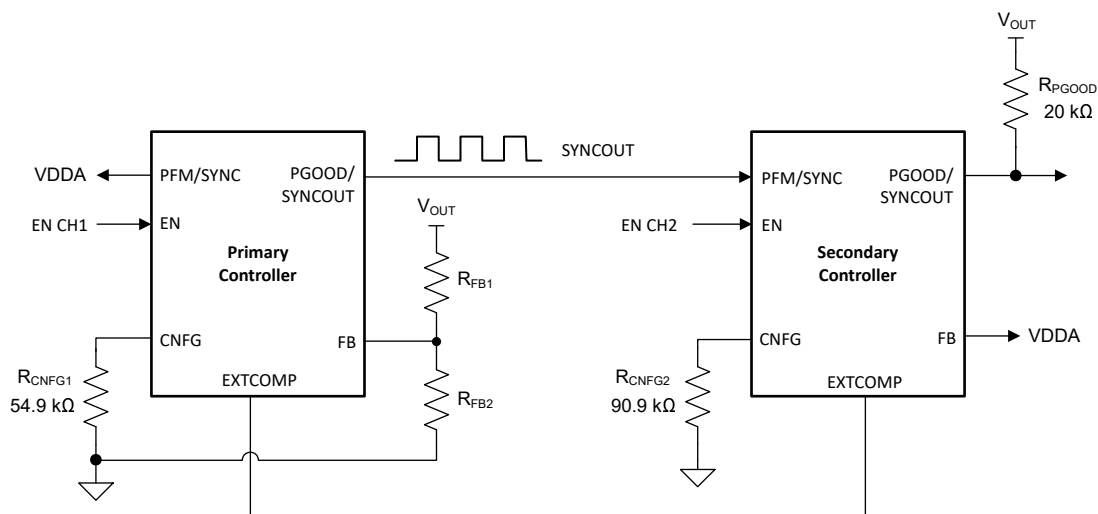 VOUT
RPGOOD
20 kΩ
SYNCOUT
VDDA
PFM/SYNC
PGOOD/
SYNCOUT
PFM/SYNC
PGOOD/
SYNCOUT
VOUT
EN CH1
EN
EN CH2
EN
Primary
Controller
RFB1
Secondary
Controller
CNFG
FB
CNFG
FB
VDDA
RCNFG1
54.9 kΩ
EXTCOMP
RFB2
RCNFG2
90.9 kΩ
EXTCOMP